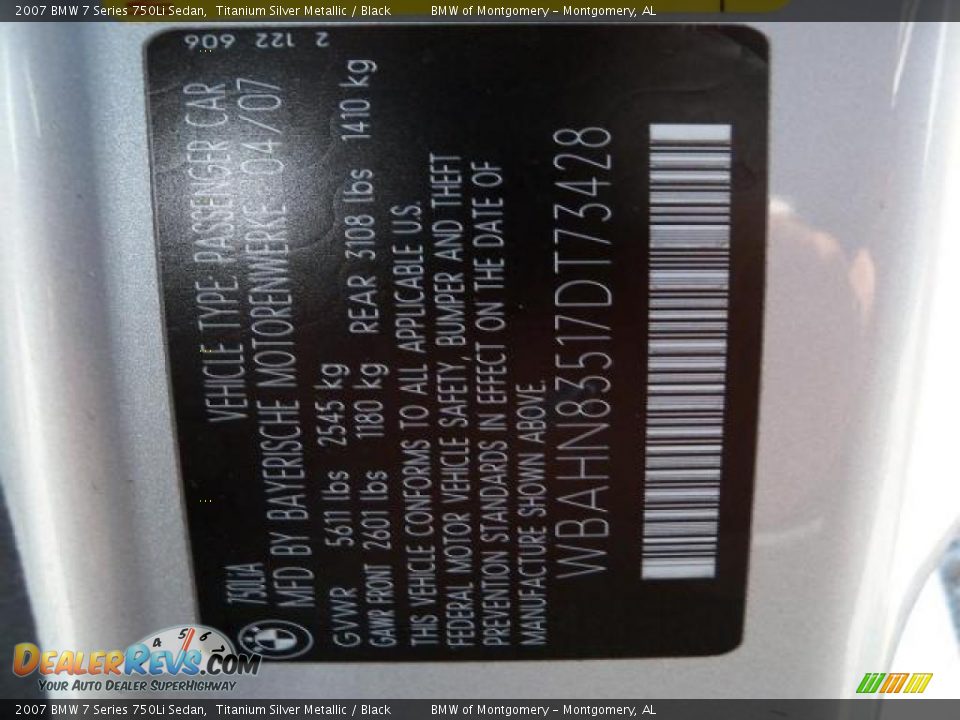 2007 BMW 7 Series 750Li Sedan, Titanium Silver Metallic / Black BMW of Montgomery - Montgomery, AL
2 122 606
750LiA VEHICLE TYPE PASSENGER CAR
MFD BY BAYERISCHE MOTORENWERKE 04/07
GVWR 5611 lbs 2545 kg
GAWR FRONT 2601 lbs 1180 kg REAR 3108 lbs 1410 kg
THIS VEHICLE CONFORMS TO ALL APPLICABLE U.S.
FEDERAL MOTOR VEHICLE SAFETY, BUMPER AND THEFT
PREVENTION STANDARDS IN EFFECT ON THE DATE OF
MANUFACTURE SHOWN ABOVE.
WBAHN83517DT73428
4 5 6
DEALERREVS.COM
YOUR AUTO DEALER SUPERHIGHWAY
2007 BMW 7 Series 750Li Sedan, Titanium Silver Metallic / Black BMW of Montgomery - Montgomery, AL